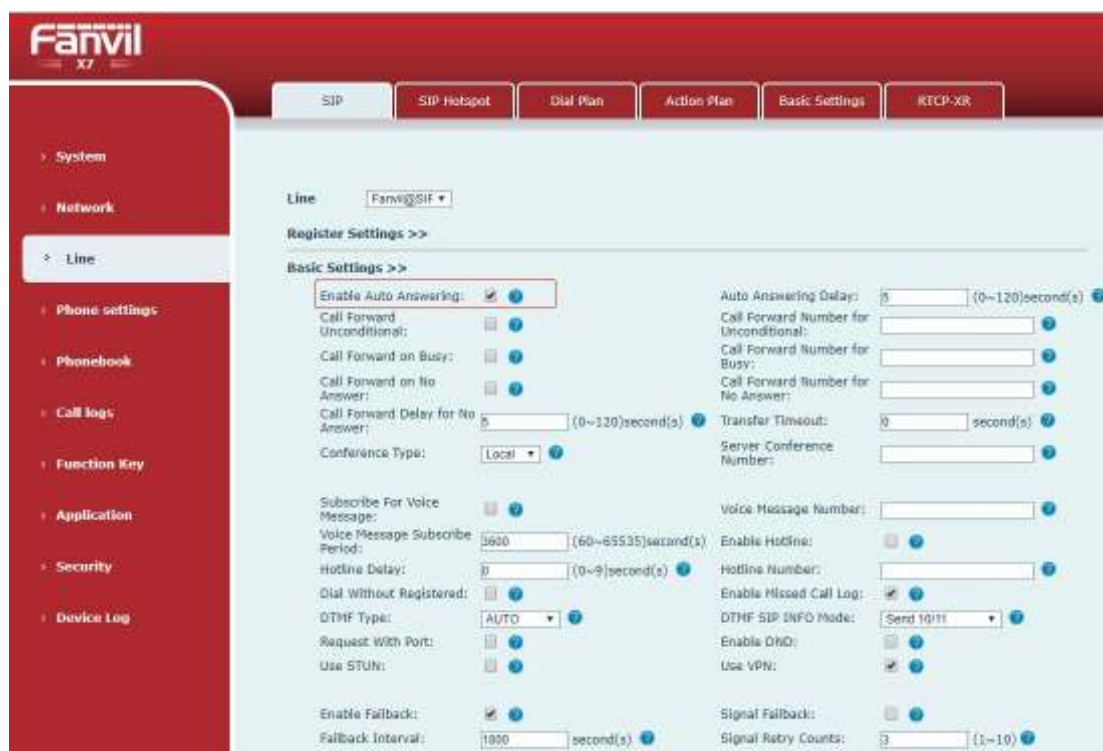 Fanvil
X7
SIP SIP Hotspot Dial Plan Action Plan Basic Settings RTCP-XR
System
Network
Line
Phone settings
Phonebook
Call logs
Function Key
Application
Security
Device Log
Line Fanvil@SIF
Register Settings >>
Basic Settings >>
Enable Auto Answering: Auto Answering Delay: 5 (0~120)second(s)
Call Forward Unconditional: Call Forward Number for Unconditional:
Call Forward on Busy: Call Forward Number for Busy:
Call Forward on No Answer: Call Forward Number for No Answer:
Call Forward Delay for No Answer: 5 (0~120)second(s) Transfer Timeout: 0 second(s)
Conference Type: Local Server Conference Number:
Subscribe For Voice Message: Voice Message Number:
Voice Message Subscribe Period: 3600 (60~65535)second(s) Enable Hotline:
Hotline Delay: 0 (0~9)second(s) Hotline Number:
Dial Without Registered: Enable Missed Call Log:
DTMF Type: AUTO DTMF SIP INFO Mode: Send 10/11
Request With Port: Enable DND:
Use STUN: Use VPN:
Enable Failback: Signal Failback:
Failback Interval: 1800 second(s) Signal Retry Counts: 3 (1~10)